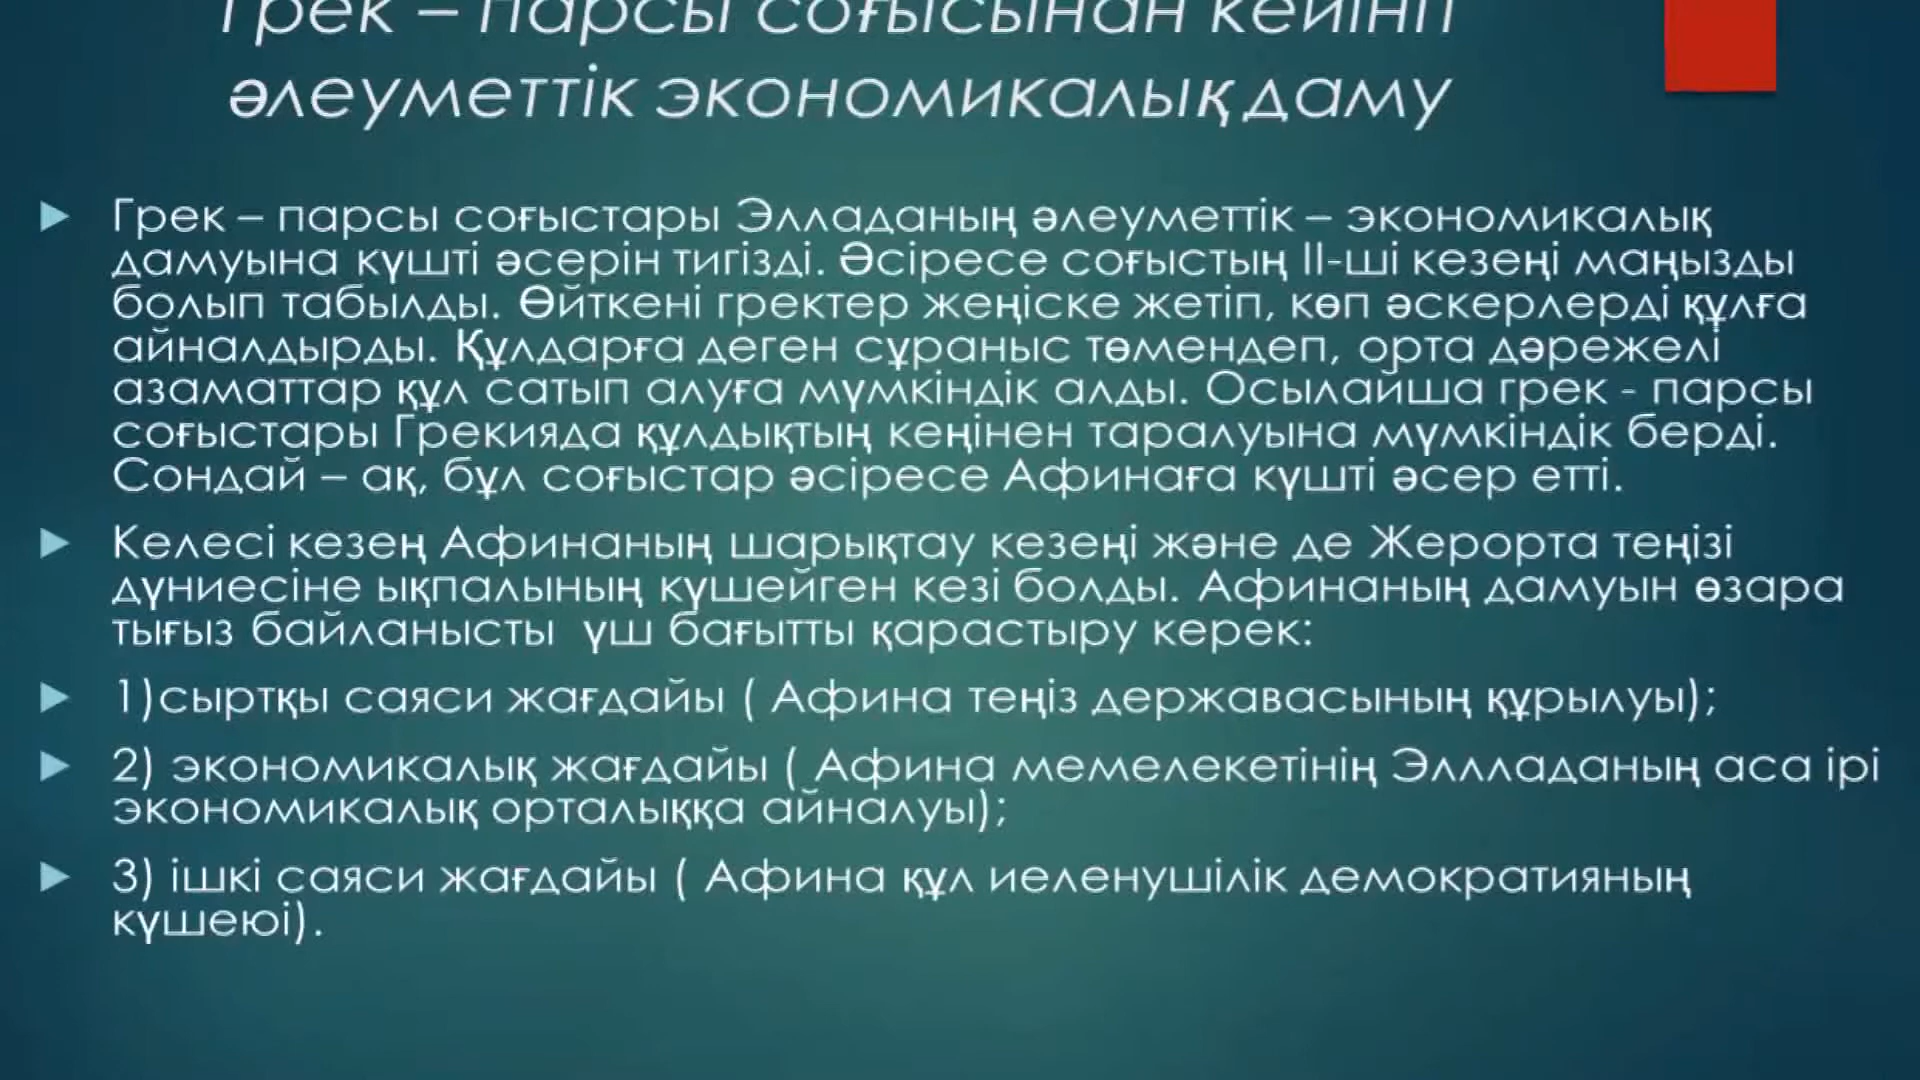 Грек – парсы соғысынан кейінгі
әлеуметтік экономикалық даму
Грек – парсы соғыстары Элладаның әлеуметтік – экономикалық
дамуына күшті әсерін тигізді. Әсіресе соғыстың ІІ-ші кезеңі маңызды
болып табылды. Өйткені гректер жеңіске жетіп, көп әскерлерді құлға
айналдырды. Құлдарға деген сұраныс төмендеп, орта дәрежелі
азаматтар құл сатып алуға мүмкіндік алды. Осылайша грек - парсы
соғыстары Грекияда құлдықтың кеңінен таралуына мүмкіндік берді.
Сондай – ақ, бұл соғыстар әсіресе Афинаға күшті әсер етті.
Келесі кезең Афинаның шарықтау кезеңі және де Жерорта теңізі
дүниесіне ықпалының күшейген кезі болды. Афинаның дамуын өзара
тығыз байланысты үш бағытты қарастыру керек:
1)сыртқы саяси жағдайы ( Афина теңіз державасының құрылуы);
2) экономикалық жағдайы ( Афина мемелекетінің Эллладаның аса ірі
экономикалық орталыққа айналуы);
3) ішкі саяси жағдайы ( Афина құл иеленушілік демократияның
күшеюі).